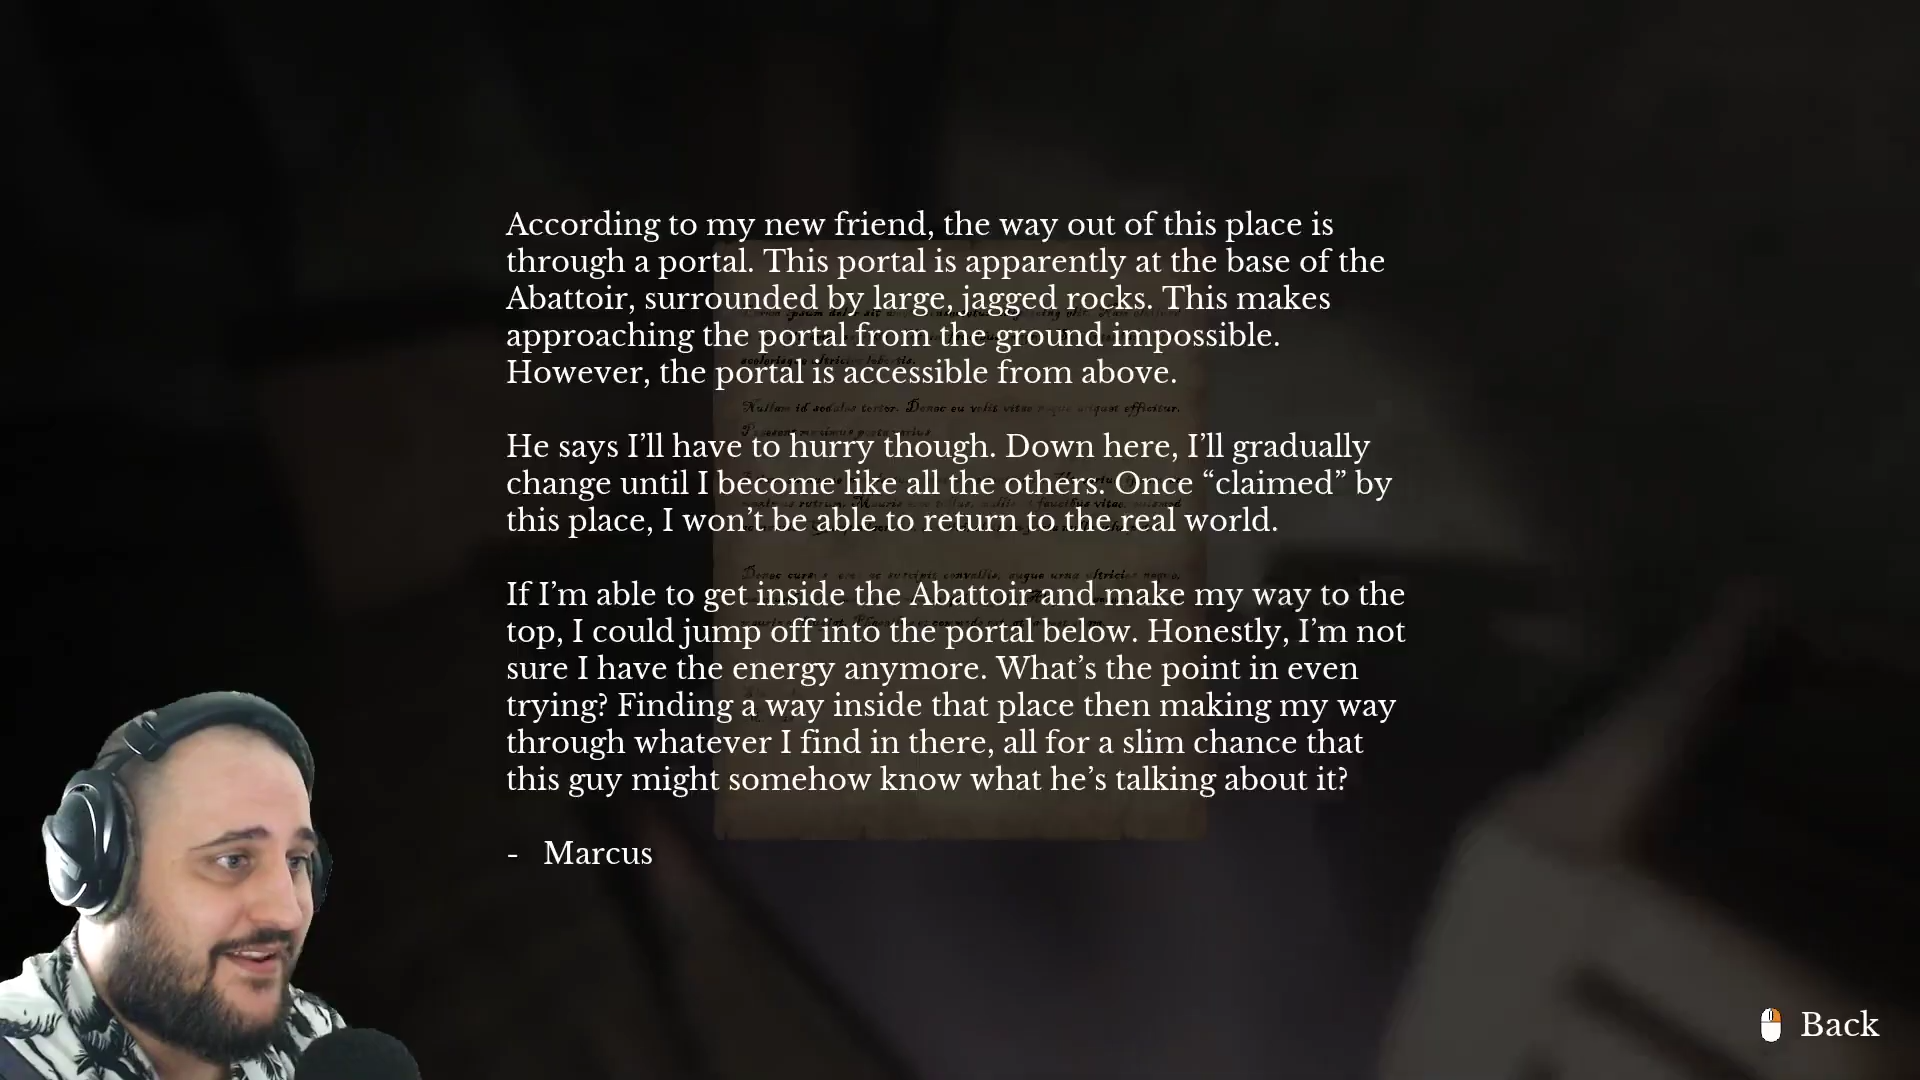 According to my new friend, the way out of this place is
through a portal. This portal is apparently at the base of the
Abattoir, surrounded by large, jagged rocks. This makes
approaching the portal from the ground impossible.
However, the portal is accessible from above.
He says I’ll have to hurry though. Down here, I’ll gradually
change until I become like all the others. Once “claimed” by
this place, I won’t be able to return to the real world.
If I’m able to get inside the Abattoir and make my way to the
top, I could jump off into the portal below. Honestly, I’m not
sure I have the energy anymore. What’s the point in even
trying? Finding a way inside that place then making my way
through whatever I find in there, all for a slim chance that
this guy might somehow know what he’s talking about it?
- Marcus
Back